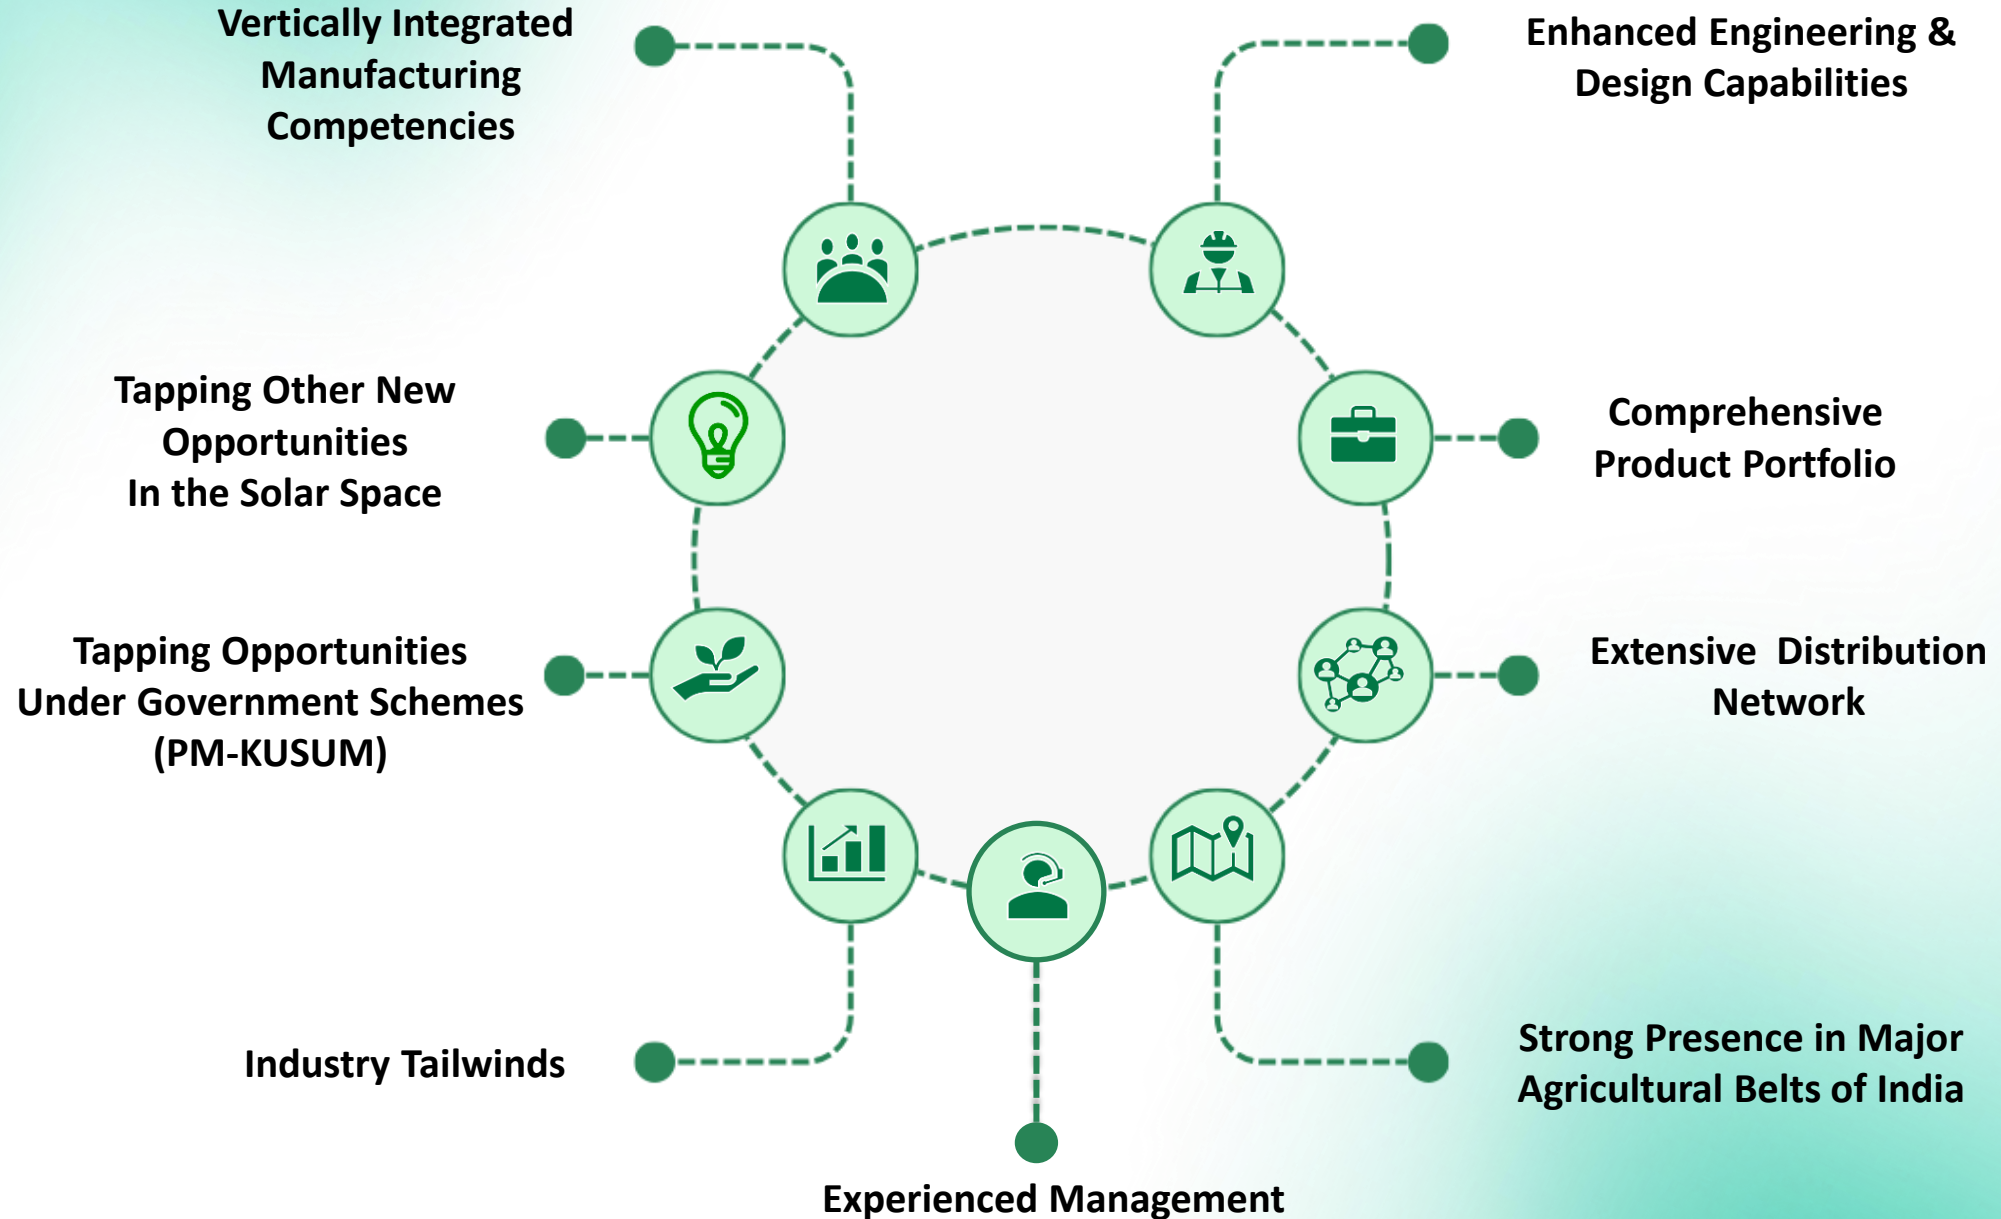 Vertically Integrated
Manufacturing
Competencies
Enhanced Engineering &
Design Capabilities
Tapping Other New
Opportunities
In the Solar Space
Comprehensive
Product Portfolio
Tapping Opportunities
Under Government Schemes
(PM-KUSUM)
Extensive  Distribution
Network
Industry Tailwinds
Strong Presence in Major
Agricultural Belts of India
Experienced Management